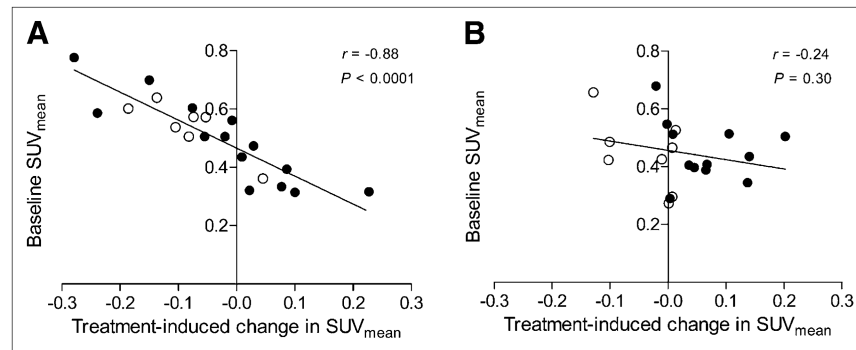 A
r = -0.88
P < 0.0001
0.8
0.6
0.4
0.2
Baseline SUVmean
-0.3 -0.2 -0.1 -0.0 0.1 0.2 0.3
Treatment-induced change in SUVmean
B
r = -0.24
P = 0.30
0.8
0.6
0.4
0.2
Baseline SUVmean
-0.3 -0.2 -0.1 -0.0 0.1 0.2 0.3
Treatment-induced change in SUVmean